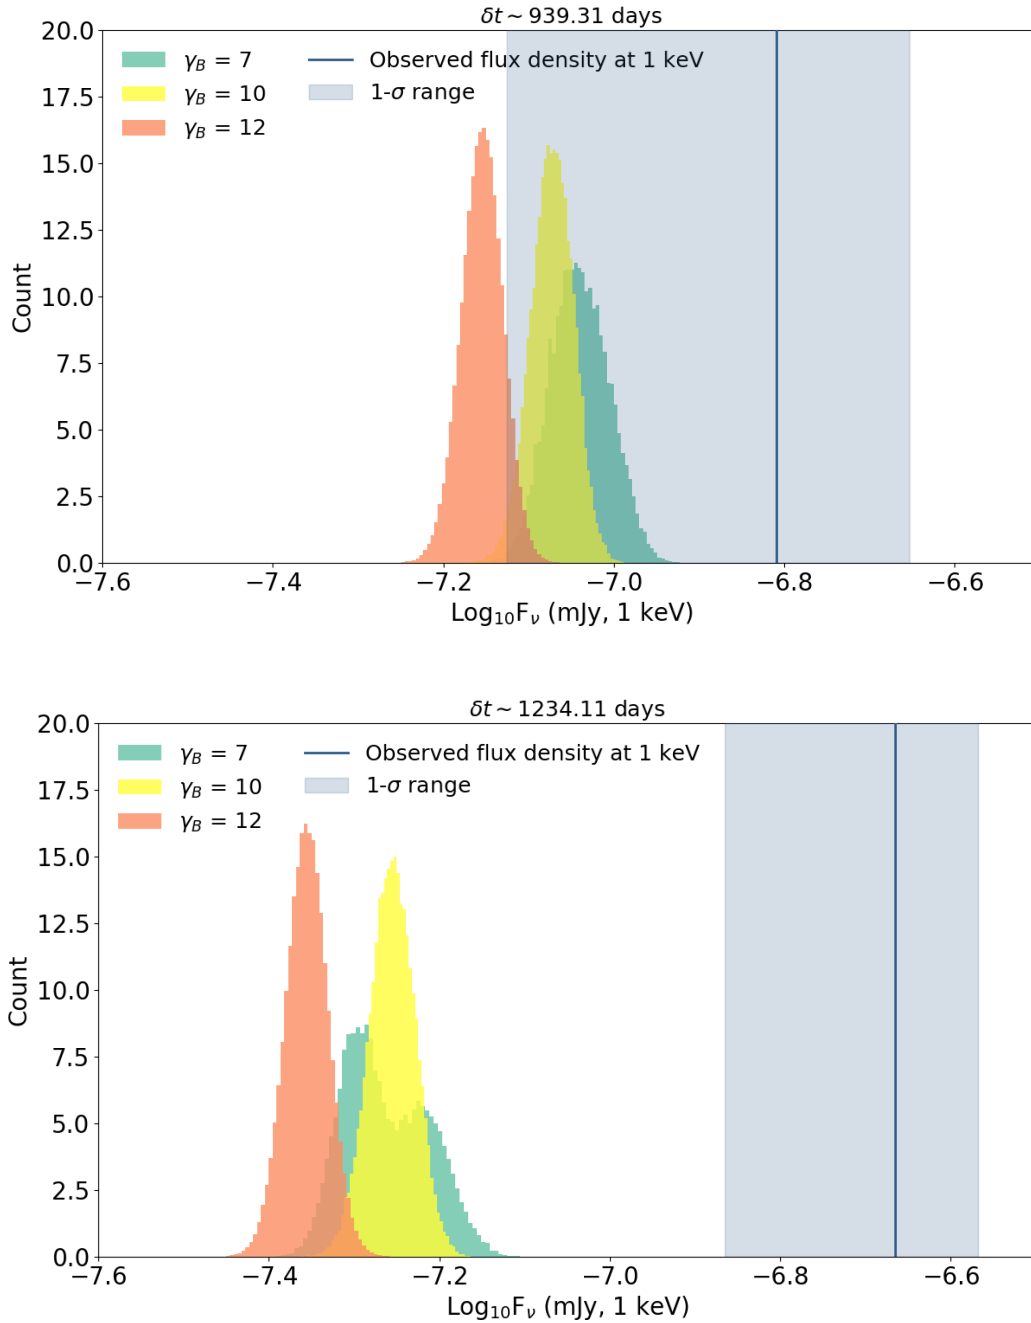 δt ~ 939.31 days
20.0
17.5
15.0
12.5
10.0
7.5
5.0
2.5
0.0
Count
γB = 7
γB = 10
γB = 12
Observed flux density at 1 keV
1-σ range
−7.6 −7.4 −7.2 −7.0 −6.8 −6.6
Log10Fν (mJy, 1 keV)
δt ~ 1234.11 days
20.0
17.5
15.0
12.5
10.0
7.5
5.0
2.5
0.0
Count
γB = 7
γB = 10
γB = 12
Observed flux density at 1 keV
1-σ range
−7.6 −7.4 −7.2 −7.0 −6.8 −6.6
Log10Fν (mJy, 1 keV)